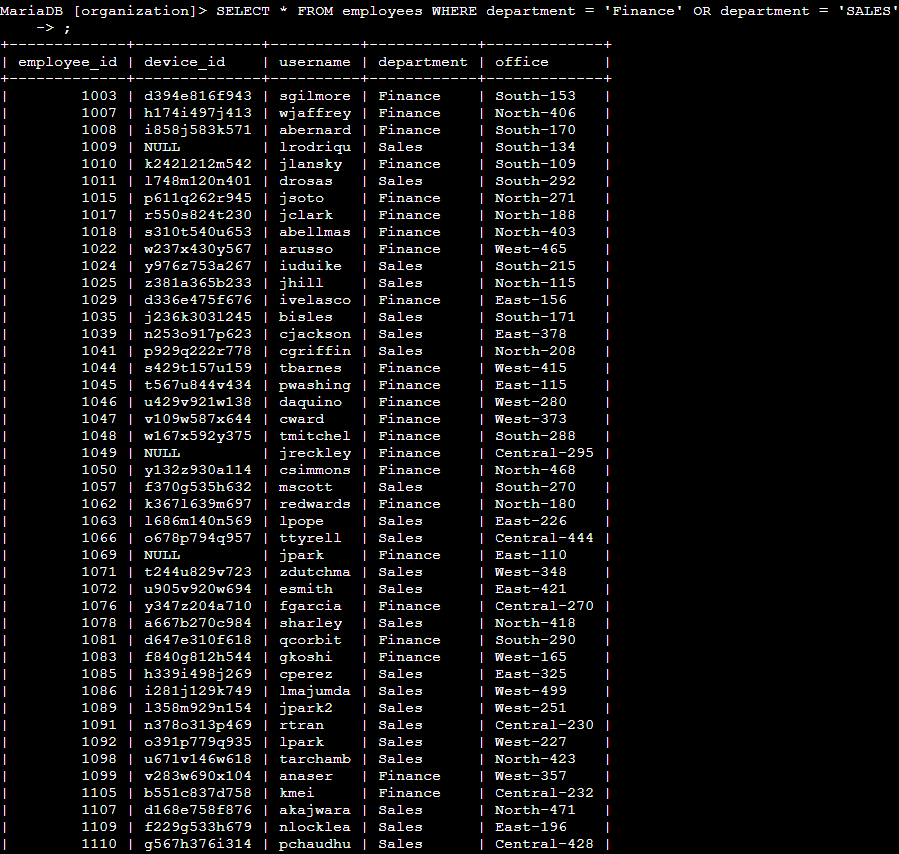 MariaDB [organization]> SELECT * FROM employees WHERE department = 'Finance' OR department = 'SALES'
    -> ;
+-------------+--------------+----------+------------+-------------+
| employee_id | device_id    | username | department | office      |
+-------------+--------------+----------+------------+-------------+
|        1003 | d394e816f943 | sgilmore | Finance    | South-153   |
|        1007 | h174i497j413 | wjaffrey | Finance    | North-406   |
|        1008 | i858j583k571 | abernard | Finance    | South-170   |
|        1009 | NULL         | lrodriqu | Sales      | South-134   |
|        1010 | k242l212m542 | jlansky  | Finance    | South-109   |
|        1011 | l748m120n401 | drosas   | Sales      | South-292   |
|        1015 | p611q262r945 | jsoto    | Finance    | North-271   |
|        1017 | r550s824t230 | jclark   | Finance    | North-188   |
|        1018 | s310t540u653 | abellmas | Finance    | North-403   |
|        1022 | w237x430y567 | arusso   | Finance    | West-465    |
|        1024 | y976z753a267 | iuduike  | Sales      | South-215   |
|        1025 | z381a365b233 | jhill    | Sales      | North-115   |
|        1029 | d336e475f676 | ivelasco | Finance    | East-156    |
|        1035 | j236k303l245 | bisles   | Sales      | South-171   |
|        1039 | n253o917p623 | cjackson | Sales      | East-378    |
|        1041 | p929q222r778 | cgriffin | Sales      | North-208   |
|        1044 | s429t157u159 | tbarnes  | Finance    | West-415    |
|        1045 | t567u844v434 | pwashing | Finance    | East-115    |
|        1046 | u429v921w138 | daquino  | Finance    | West-280    |
|        1047 | v109w587x644 | cward    | Finance    | West-373    |
|        1048 | w167x592y375 | tmitchel | Finance    | South-288   |
|        1049 | NULL         | jreckley | Finance    | Central-295 |
|        1050 | y132z930a114 | csimmons | Finance    | North-468   |
|        1057 | f370g535h632 | mscott   | Sales      | South-270   |
|        1062 | k367l639m697 | redwards | Finance    | North-180   |
|        1063 | l686m140n569 | lpope    | Sales      | East-226    |
|        1066 | o678p794q957 | ttyrell  | Sales      | Central-444 |
|        1069 | NULL         | jpark    | Finance    | East-110    |
|        1071 | t244u829v723 | zdutchma | Sales      | West-348    |
|        1072 | u905v920w694 | esmith   | Sales      | East-421    |
|        1076 | y347z204a710 | fgarcia  | Finance    | Central-270 |
|        1078 | a667b270c984 | sharley  | Sales      | North-418   |
|        1081 | d647e310f618 | qcorbit  | Finance    | South-290   |
|        1083 | f840g812h544 | gkoshi   | Finance    | West-165    |
|        1085 | h339i498j269 | cperez   | Sales      | East-325    |
|        1086 | i281j129k749 | lmajumda | Sales      | West-499    |
|        1089 | l358m929n154 | jpark2   | Sales      | West-251    |
|        1091 | n378o313p469 | rtran    | Sales      | Central-230 |
|        1092 | o391p779q935 | lpark    | Sales      | West-227    |
|        1098 | u671v146w618 | tarchamb | Sales      | North-423   |
|        1099 | v283w690x104 | anaser   | Finance    | West-357    |
|        1105 | b551c837d758 | kmei     | Finance    | Central-232 |
|        1107 | d168e758f876 | akajwara | Sales      | North-471   |
|        1109 | f229g533h679 | nlocklea | Sales      | East-196    |
|        1110 | g567h376i314 | pchaudhu | Sales      | Central-428 |